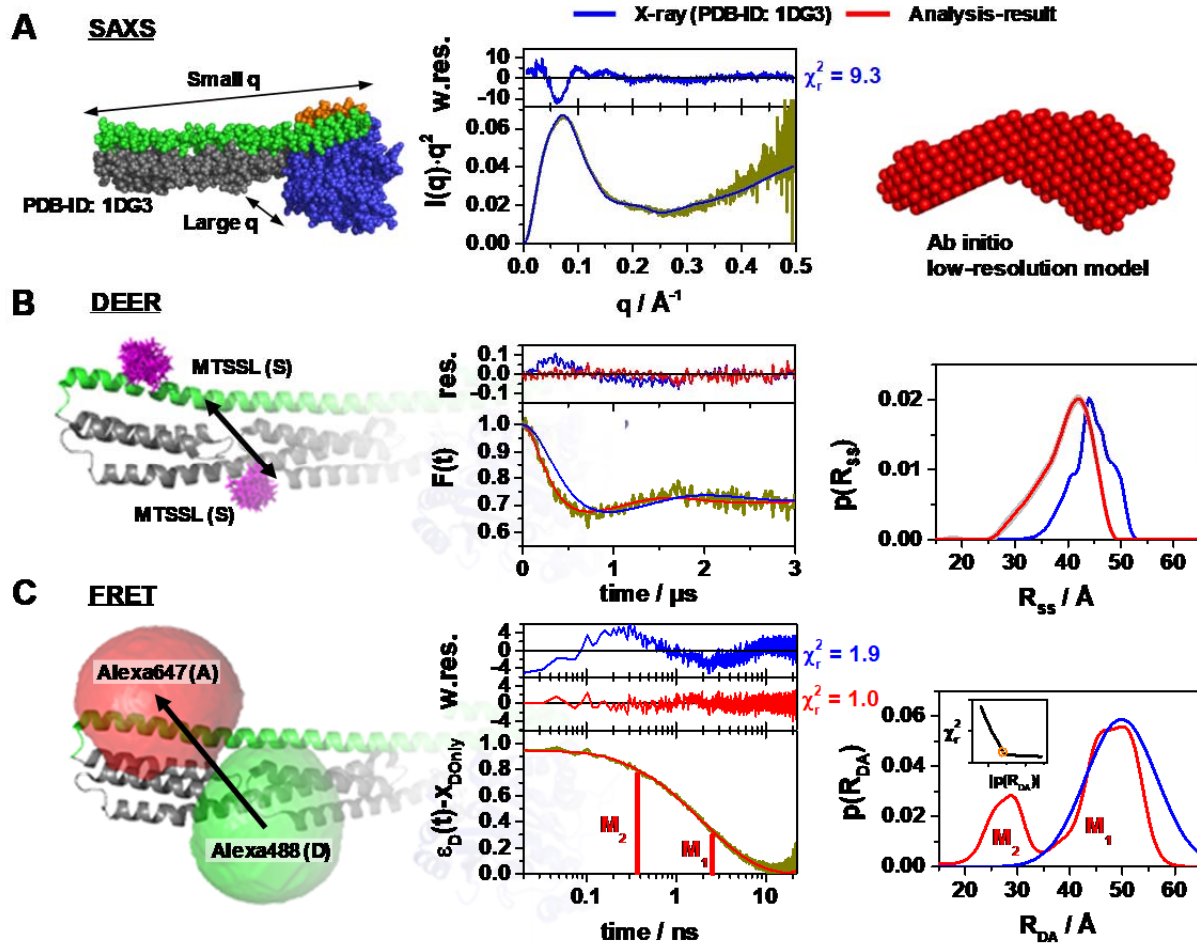 X-ray (PDB-ID: 1DG3) Analysis-result
A SAXS
Small q
PDB-ID: 1DG3
Large q
w.res.
10
0
-10
χr2 = 9.3
I(q)·q2
0.06
0.04
0.02
0.00
0.0 0.1 0.2 0.3 0.4 0.5
q / Å-1
Ab initio
low-resolution model
B DEER
MTSSL (S)
MTSSL (S)
res.
0.1
0.0
-0.1
F(t)
1.0
0.9
0.8
0.7
0.6
0 1 2 3
time / µs
p(RSS)
0.02
0.01
0.00
20 30 40 50 60
RSS / Å
C FRET
Alexa647 (A)
Alexa488 (D)
w.res.
4
0
-4
χr2 = 1.9
4
0
-4
χr2 = 1.0
εD(t)-XDOnly
1.0
0.8
0.6
0.4
0.2
0.0
M2
M1
0.1 1 10
time / ns
p(RDA)
0.06
0.04
0.02
0.00
χr2
|p(RDA)|
M2
M1
20 30 40 50 60
RDA / Å